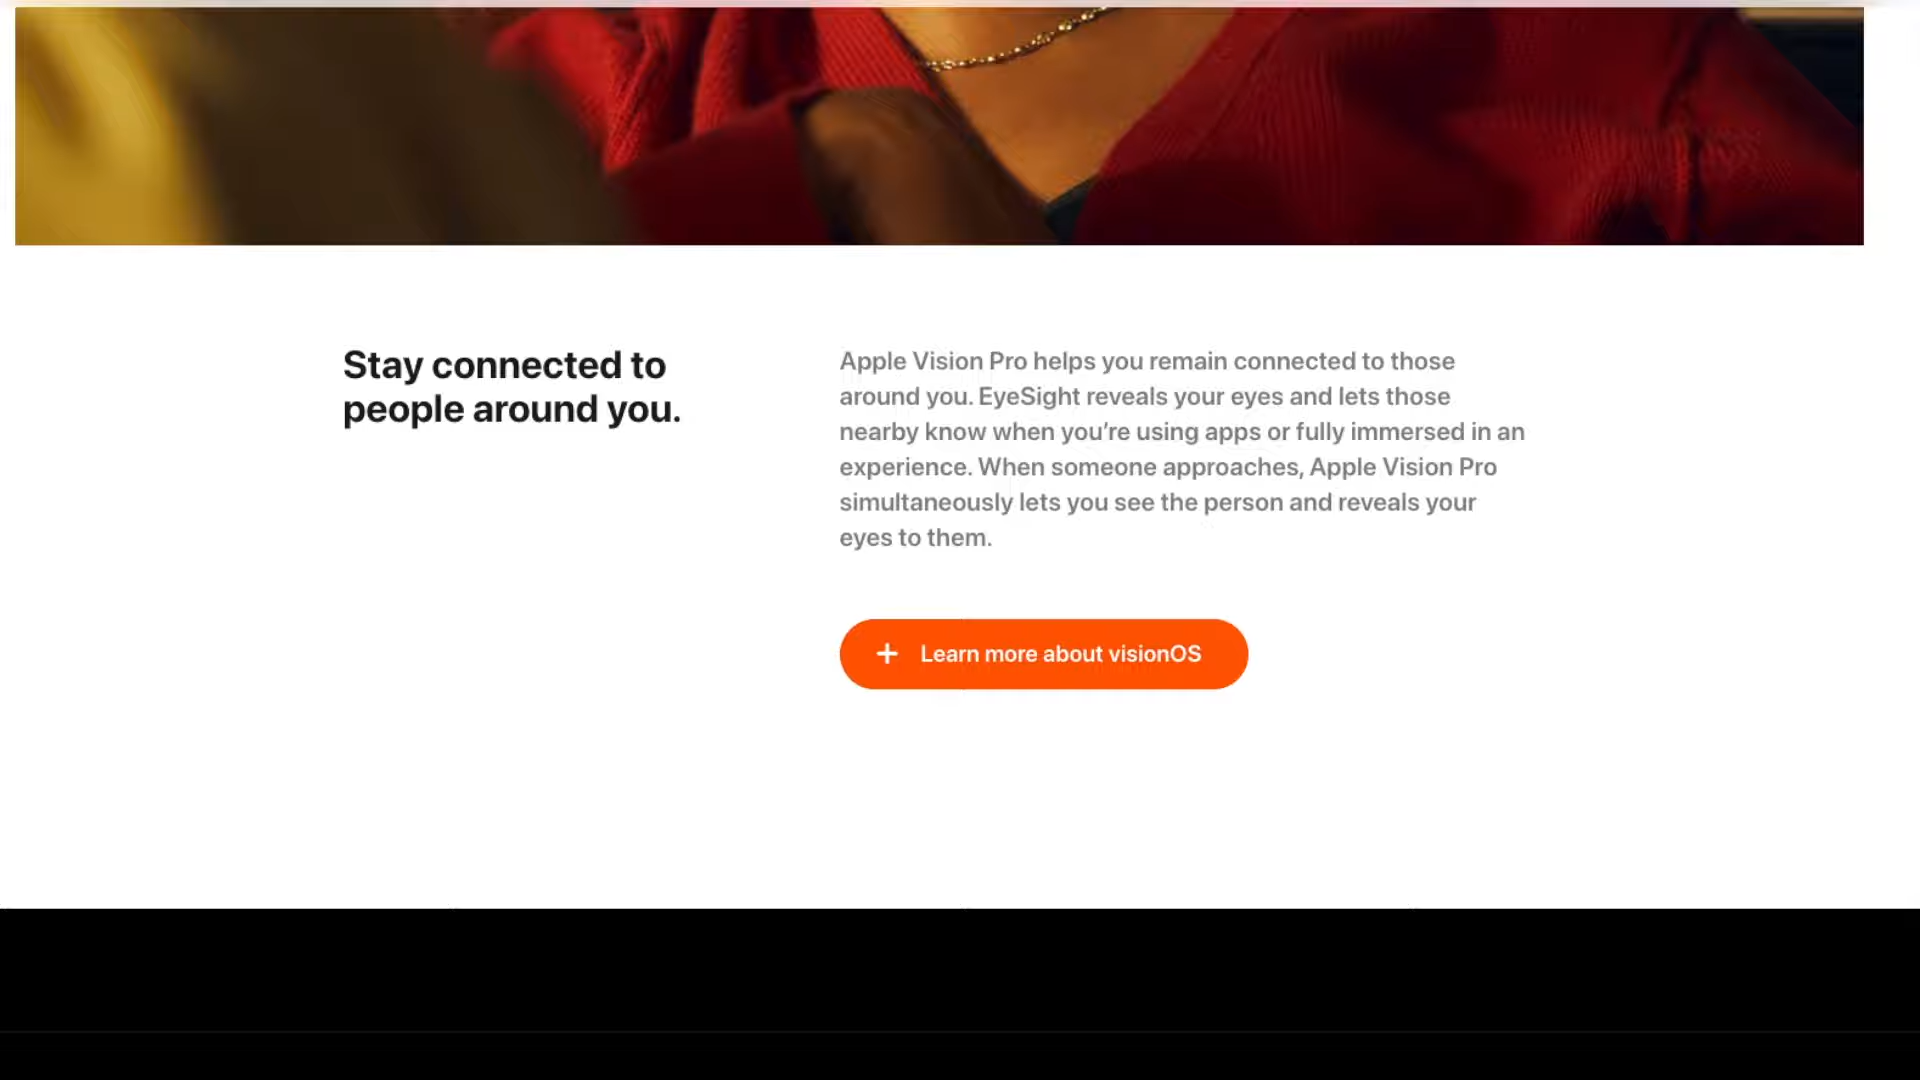 Stay connected to
people around you.
Apple Vision Pro helps you remain connected to those
around you. EyeSight reveals your eyes and lets those
nearby know when you’re using apps or fully immersed in an
experience. When someone approaches, Apple Vision Pro
simultaneously lets you see the person and reveals your
eyes to them.
+ Learn more about visionOS